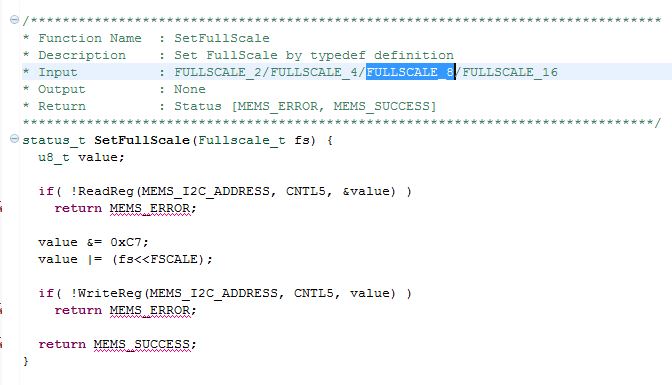 /*******************************************************************************
* Function Name  : SetFullScale
* Description    : Set FullScale by typedef definition
* Input          : FULLSCALE_2/FULLSCALE_4/FULLSCALE_8/FULLSCALE_16
* Output         : None
* Return         : Status [MEMS_ERROR, MEMS_SUCCESS]
*******************************************************************************/
status_t SetFullScale(Fullscale_t fs) {
  u8_t value;

  if( !ReadReg(MEMS_I2C_ADDRESS, CNTL5, &value) )
    return MEMS_ERROR;

  value &= 0xC7;
  value |= (fs<<FSCALE);

  if( !WriteReg(MEMS_I2C_ADDRESS, CNTL5, value) )
    return MEMS_ERROR;

  return MEMS_SUCCESS;
}